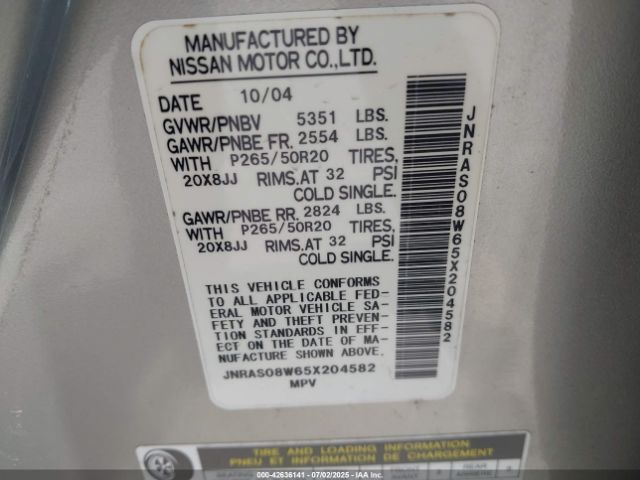 MANUFACTURED BY
NISSAN MOTOR CO.,LTD.
DATE 10/04
GVWR/PNBV 5351 LBS.
GAWR/PNBE FR. 2554 LBS.
WITH P265/50R20 TIRES,
20X8JJ RIMS.AT 32 PSI
COLD SINGLE.
GAWR/PNBE RR. 2824 LBS.
WITH P265/50R20 TIRES,
20X8JJ RIMS.AT 32 PSI
COLD SINGLE.
THIS VEHICLE CONFORMS
TO ALL APPLICABLE FED-
ERAL MOTOR VEHICLE SA-
FETY AND THEFT PREVEN-
TION STANDARDS IN EFF-
ECT ON THE DATE OF MA-
NUFACTURE SHOWN ABOVE.
JNRAS08W65X204582
MPV
JNRAS08W65X204582
TIRE AND LOADING INFORMATION
PNEU ET INFORMATION DE CHARGEMENT
000-42636141 - 07/02/2025 - IAA Holdings, LLC.